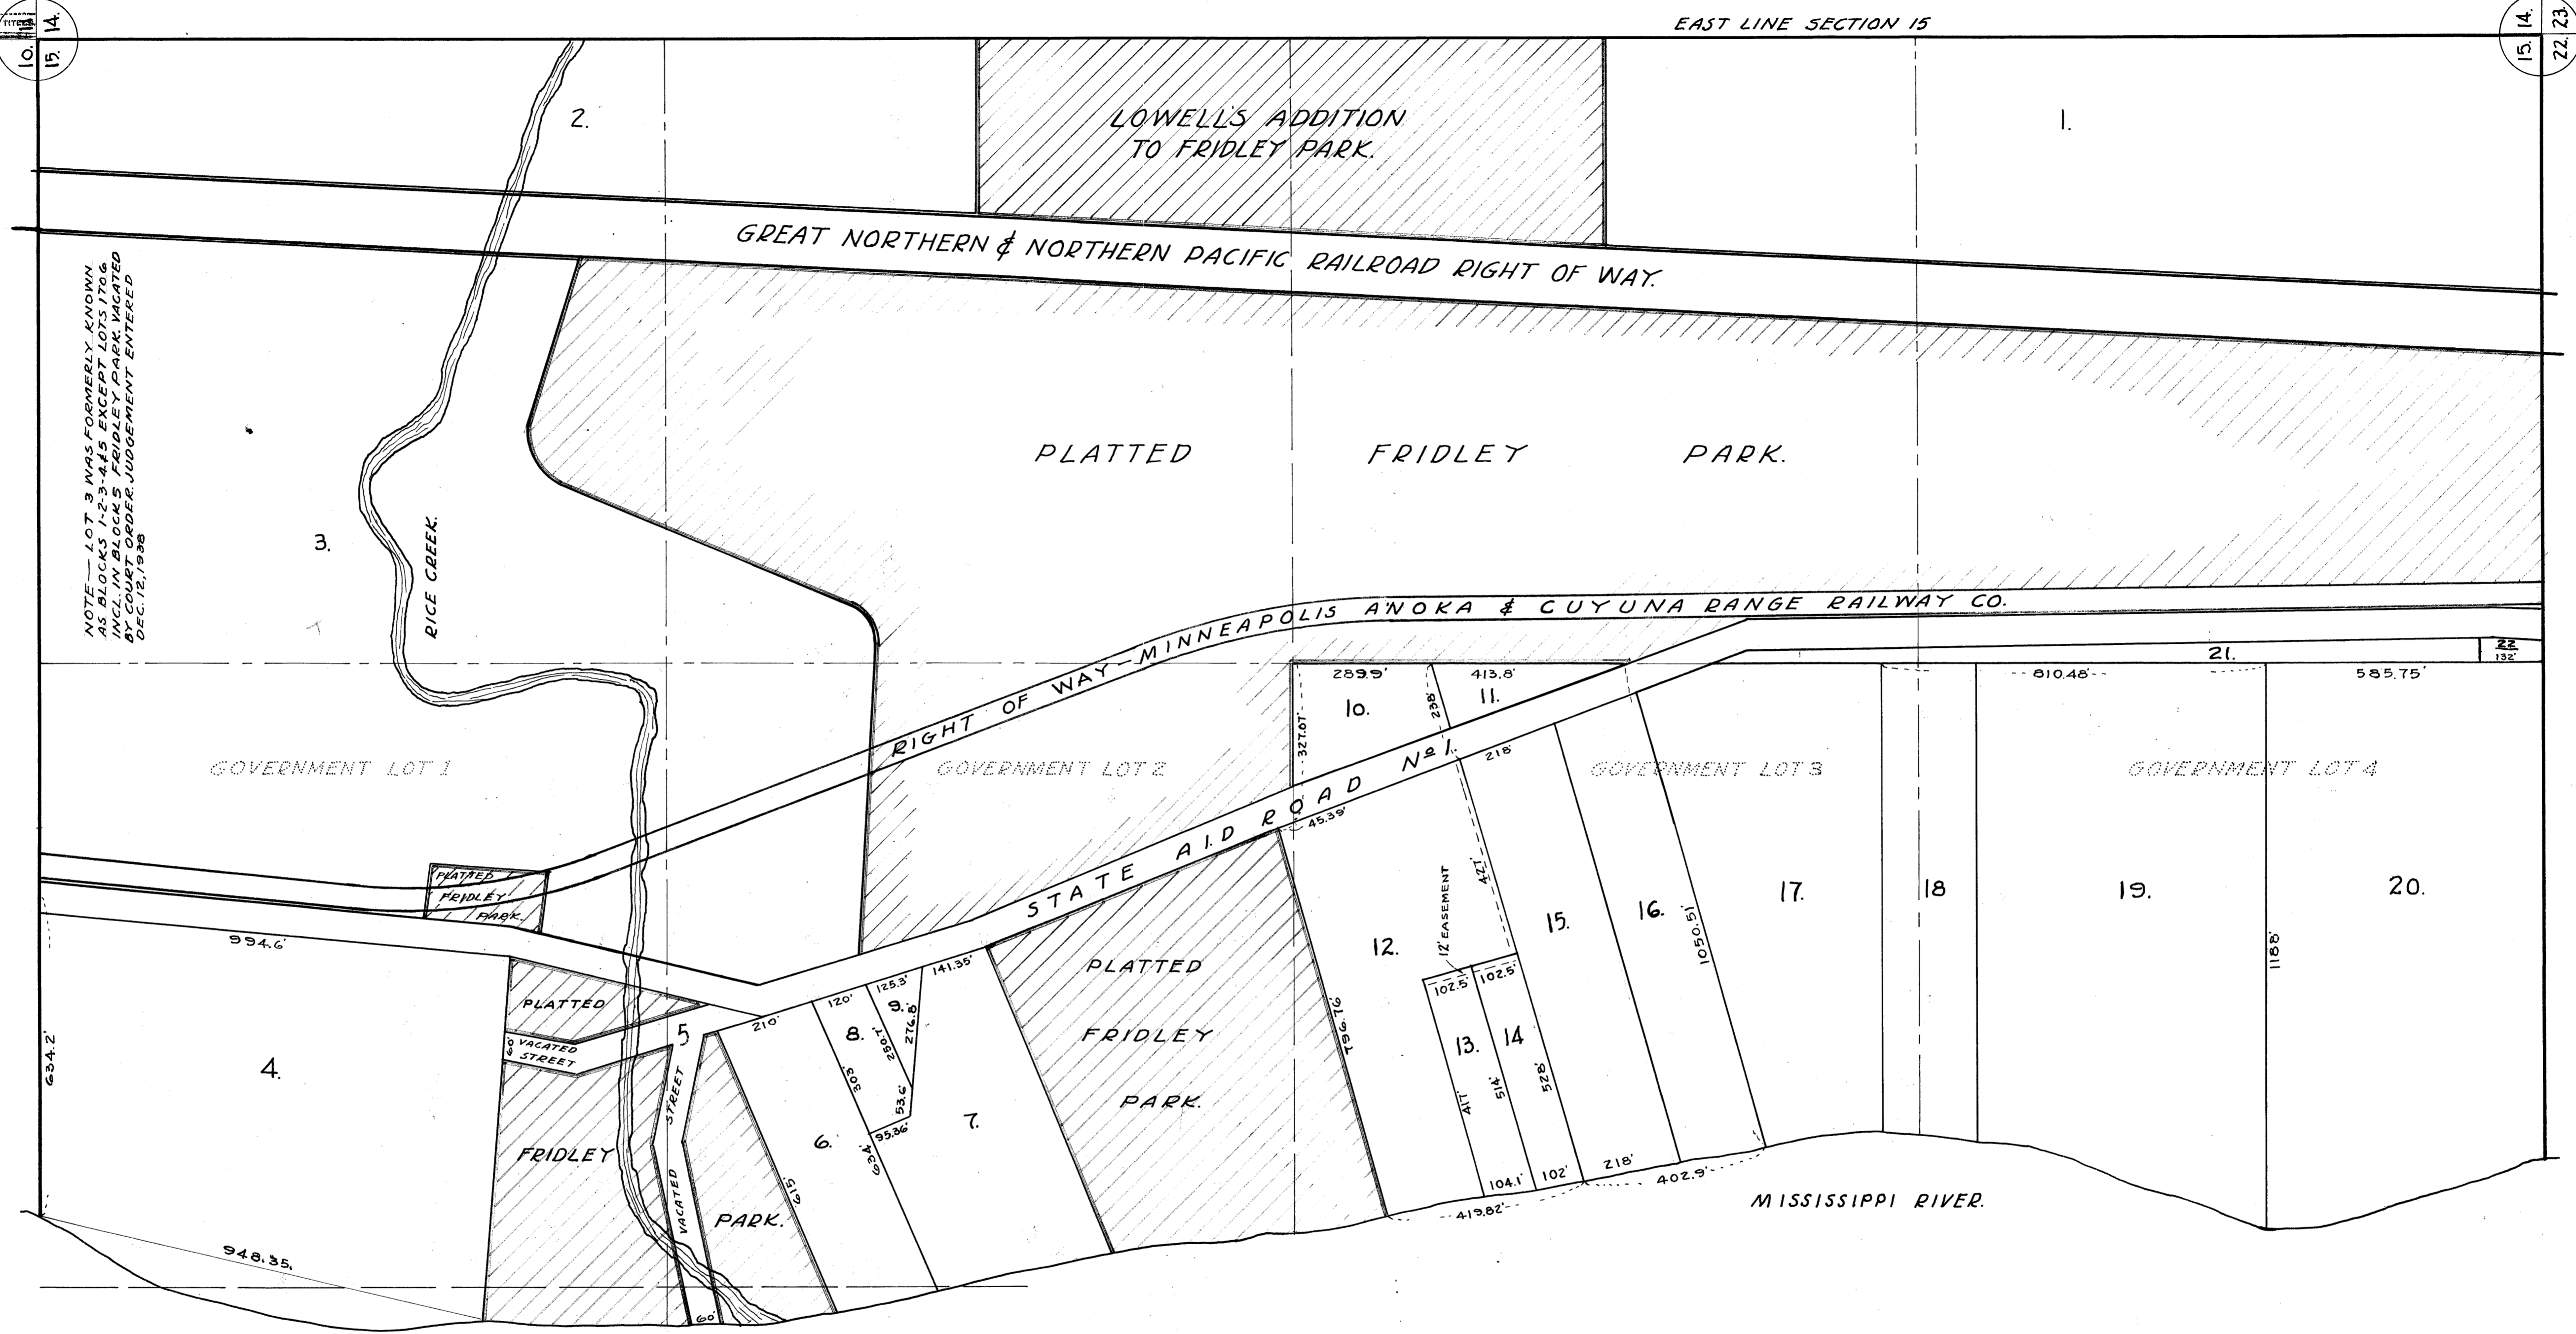 10.
15. 14.
EAST LINE SECTION 15
15. 14.
22. 23.
2.
LOWELL'S ADDITION
TO FRIDLEY PARK.
1.
GREAT NORTHERN & NORTHERN PACIFIC RAILROAD RIGHT OF WAY.
NOTE — LOT 3 WAS FORMERLY KNOWN
AS BLOCKS 1-2-3-4&5 EXCEPT LOTS 1 TO 6
INCL. IN BLOCK 5 FRIDLEY PARK. VACATED
BY COURT ORDER. JUDGEMENT ENTERED
DEC. 12, 1938
3.
RICE CREEK.
PLATTED FRIDLEY PARK.
RIGHT OF WAY - MINNEAPOLIS ANOKA & CUYUNA RANGE RAILWAY CO.
21.
22
132'
289.9'
413.8'
810.48'
585.75'
10.
238'
11.
327.07'
GOVERNMENT LOT 1
GOVERNMENT LOT 2
GOVERNMENT LOT 3
GOVERNMENT LOT 4
STATE AID ROAD No 1.
218'
45.39'
PLATTED
FRIDLEY
PARK.
994.6'
634.2'
4.
948.35.
PLATTED
60'
VACATED
STREET
5
FRIDLEY
VACATED STREET
PARK.
60'
210'
120'
125.3'
141.35'
615'
6.
634'
8.
303'
250.7'
9.
276.8'
53.6'
95.36'
7.
PLATTED
FRIDLEY
PARK.
796.76'
12.
12' EASEMENT
427'
102.5'
102.5'
13.
14
417'
514'
528'
15.
16.
1050.51'
17.
18
19.
1188'
20.
104.1'
102'
218'
402.9'
419.82'
MISSISSIPPI RIVER.